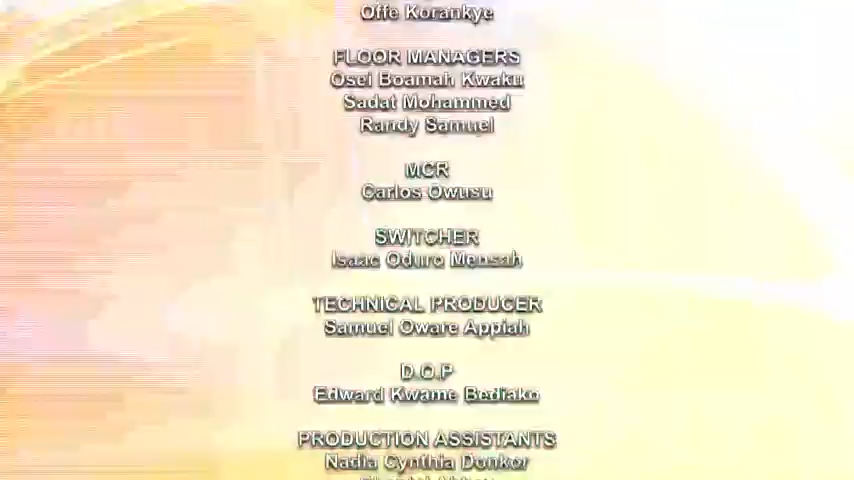 Offe Korankye
FLOOR MANAGERS
Osei Boamah Kwaku
Sadat Mohammed
Randy Samuel
MCR
Carlos Owusu
SWITCHER
Isaac Oduro Mensah
TECHNICAL PRODUCER
Samuel Oware Appiah
D.O.P
Edward Kwame Bediako
PRODUCTION ASSISTANTS
Nadia Cynthia Donkor